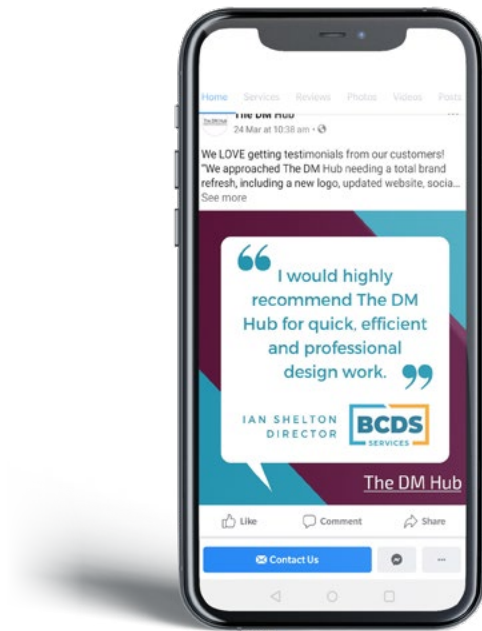 Home Services Reviews Photos Videos Posts
The DM Hub
24 Mar at 10:38 am
We LOVE getting testimonials from our customers!
"We approached The DM Hub needing a total brand
refresh, including a new logo, updated website, socia...
See more
“ I would highly
recommend The DM
Hub for quick, efficient
and professional
design work. ”
IAN SHELTON
DIRECTOR
BCDS
SERVICES
The DM Hub
Like Comment Share
Contact Us